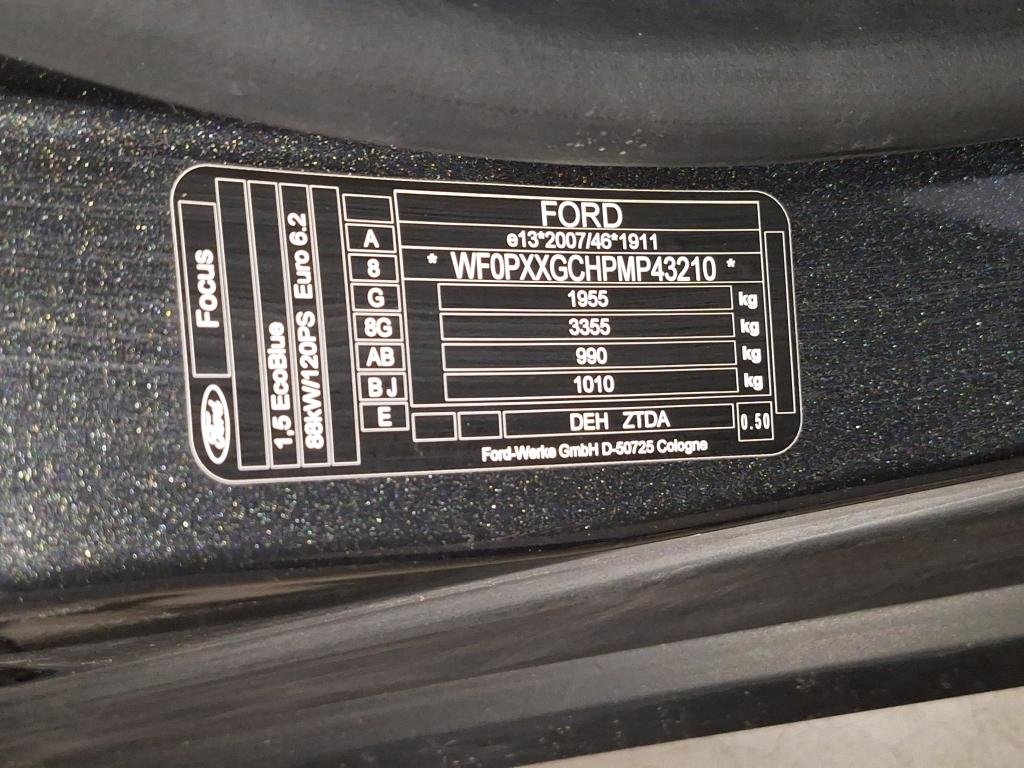 FORD
A e13*2007/46*1911
8 * WF0PXXGCHPMP43210 *
G 1955 kg
8G 3355 kg
AB 990 kg
BJ 1010 kg
E DEH ZTDA 0.50
Ford-Werke GmbH D-50725 Cologne
Focus
Ford
1,5 EcoBlue
88kW/120PS Euro 6.2